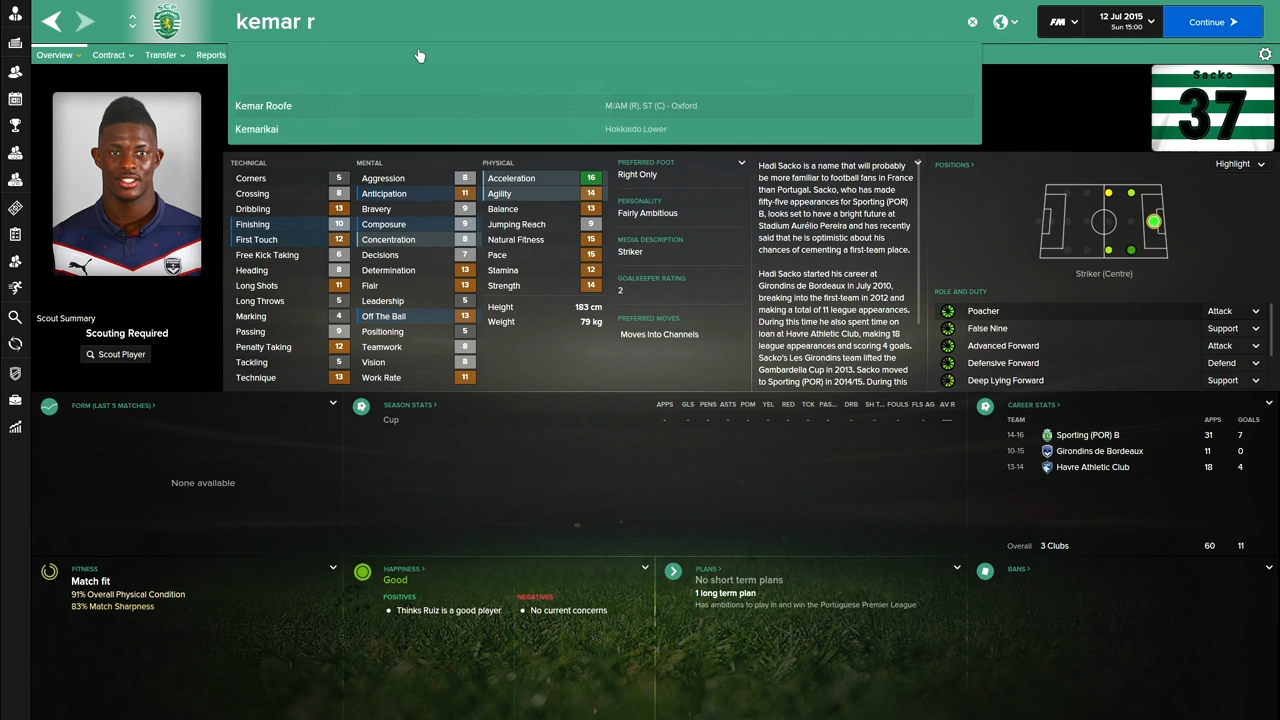 kemar r
FM
12 Jul 2015
Sun 15:00
Continue
Overview
Contract
Transfer
Reports
Kemar Roofe
M/AM (R), ST (C) - Oxford
Kemarikai
Hokkaido Lower
Sacko
37
Scout Summary
Scouting Required
Scout Player
TECHNICAL
Corners 5
Crossing 8
Dribbling 13
Finishing 10
First Touch 12
Free Kick Taking 6
Heading 8
Long Shots 11
Long Throws 5
Marking 4
Passing 9
Penalty Taking 12
Tackling 5
Technique 13
MENTAL
Aggression 8
Anticipation 11
Bravery 9
Composure 9
Concentration 8
Decisions 7
Determination 13
Flair 13
Leadership 5
Off The Ball 13
Positioning 5
Teamwork 8
Vision 8
Work Rate 11
PHYSICAL
Acceleration 16
Agility 14
Balance 13
Jumping Reach 9
Natural Fitness 15
Pace 15
Stamina 12
Strength 14
Height 183 cm
Weight 79 kg
PREFERRED FOOT
Right Only
PERSONALITY
Fairly Ambitious
MEDIA DESCRIPTION
Striker
GOALKEEPER RATING
2
PREFERRED MOVES
Moves Into Channels
Hadi Sacko is a name that will probably
be more familiar to football fans in France
than Portugal. Sacko, who has made
fifty-five appearances for Sporting (POR)
B, looks set to have a bright future at
Stadium Aurélio Pereira and has recently
said that he is optimistic about his
chances of cementing a first-team place.
Hadi Sacko started his career at
Girondins de Bordeaux in July 2010,
breaking into the first-team in 2012 and
making a total of 11 league appearances.
During this time he also spent time on
loan at Havre Athletic Club, making 18
league appearances and scoring 4 goals.
Sacko's Les Girondins team lifted the
Gambardella Cup in 2013. Sacko moved
to Sporting (POR) in 2014/15. During this
POSITIONS >
Highlight
Striker (Centre)
ROLE AND DUTY
Poacher Attack
False Nine Support
Advanced Forward Attack
Defensive Forward Defend
Deep Lying Forward Support
FORM (LAST 5 MATCHES) >
None available
SEASON STATS >
APPS GLS PENS ASTS POM YEL RED TCK PAS... DRB SH T... FOULS FLS AG AV R
Cup - - - - - - - - - - - - - ----
CAREER STATS >
TEAM APPS GOALS
14-16 Sporting (POR) B 31 7
10-15 Girondins de Bordeaux 11 0
13-14 Havre Athletic Club 18 4
Overall 3 Clubs 60 11
FITNESS
Match fit
91% Overall Physical Condition
83% Match Sharpness
HAPPINESS >
Good
POSITIVES
• Thinks Ruiz is a good player
NEGATIVES
• No current concerns
PLANS >
No short term plans
1 long term plan
Has ambitions to play in and win the Portuguese Premier League
BANS >